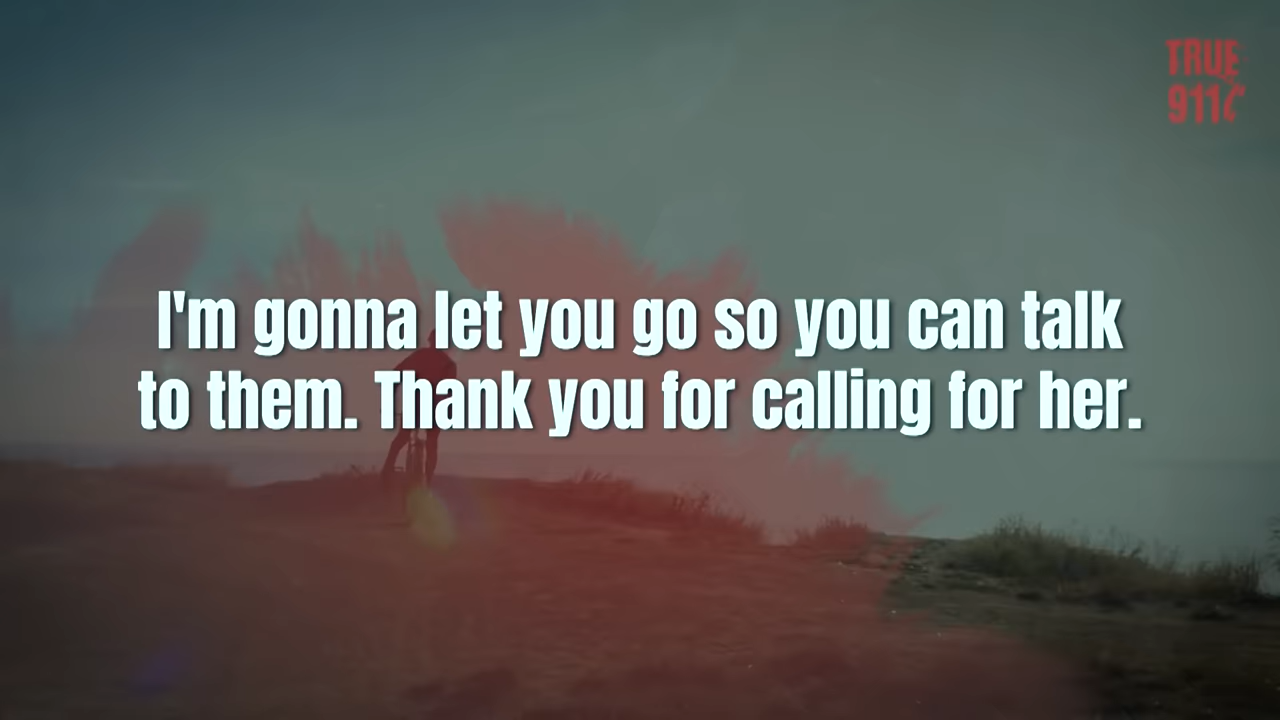 TRUE
911
I'm gonna let you go so you can talk
to them. Thank you for calling for her.